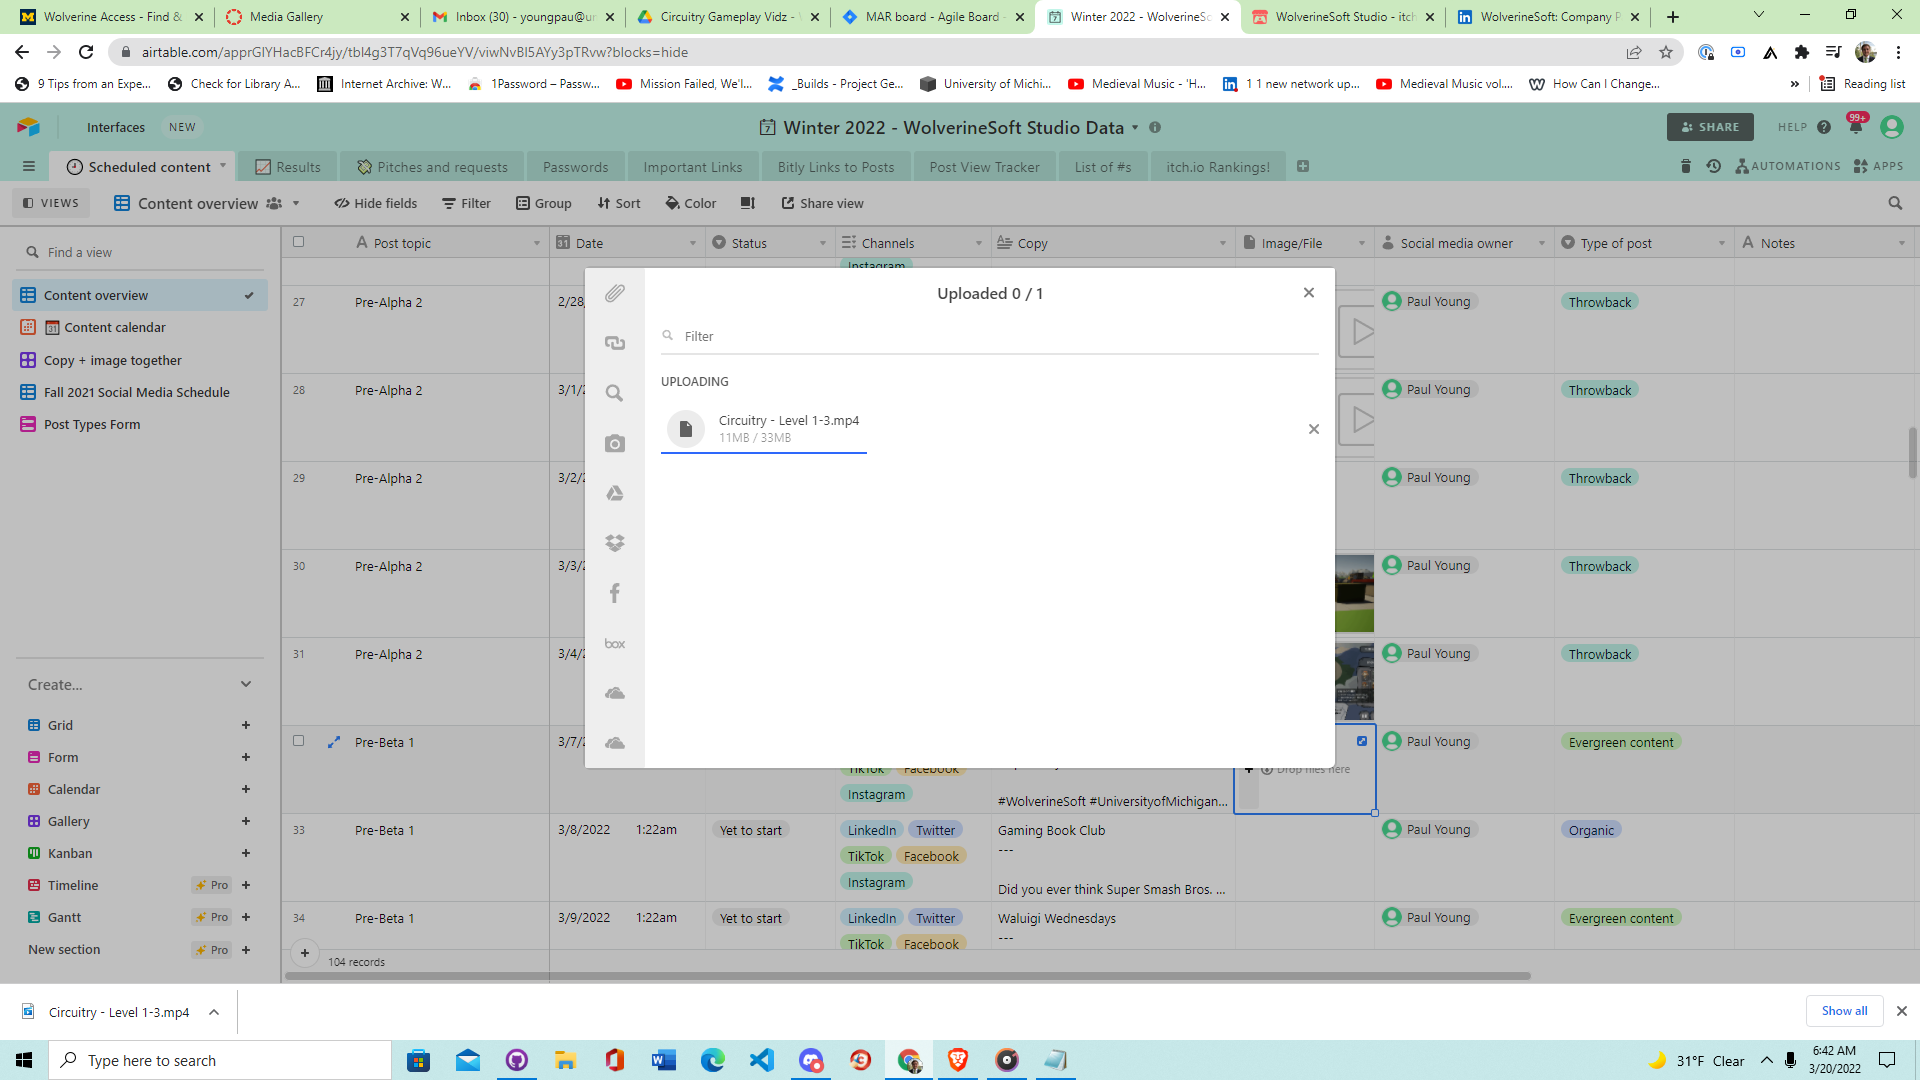 Wolverine Access - Find &
Media Gallery
Inbox (30) - youngpau@u
Circuitry Gameplay Vidz -
MAR board - Agile Board
Winter 2022 - WolverineS
WolverineSoft Studio - itch
WolverineSoft: Company P
airtable.com/apprGIYHacBFCr4jy/tbl4g3T7qVq96ueYV/viwNvBI5AYy3pTRvw?blocks=hide
9 Tips from an Expe...
Check for Library A...
Internet Archive: W...
1Password – Passw...
Mission Failed, We'l...
_Builds - Project Ge...
University of Michi...
Medieval Music - 'H...
1 1 new network up...
Medieval Music vol....
How Can I Change...
»
Reading list
Interfaces
NEW
Winter 2022 - WolverineSoft Studio Data
SHARE
HELP
99+
Scheduled content
Results
Pitches and requests
Passwords
Important Links
Bitly Links to Posts
Post View Tracker
List of #s
itch.io Rankings!
AUTOMATIONS
APPS
VIEWS
Content overview
Hide fields
Filter
Group
Sort
Color
Share view
Find a view
Content overview
Content calendar
Copy + image together
Fall 2021 Social Media Schedule
Post Types Form
Create...
Grid
Form
Calendar
Gallery
Kanban
Timeline
Pro
Gantt
Pro
New section
Pro
Post topic
Date
Status
Channels
Copy
Image/File
Social media owner
Type of post
Notes
Instagram
27
Pre-Alpha 2
2/28
Paul Young
Throwback
28
Pre-Alpha 2
3/1/
Paul Young
Throwback
29
Pre-Alpha 2
3/2/
Paul Young
Throwback
30
Pre-Alpha 2
3/3/
Paul Young
Throwback
31
Pre-Alpha 2
3/4/
Paul Young
Throwback
Pre-Beta 1
3/7/
TikTok
Facebook
Instagram
#WolverineSoft #UniversityofMichigan...
Drop files here
Paul Young
Evergreen content
33
Pre-Beta 1
3/8/2022
1:22am
Yet to start
LinkedIn
Twitter
TikTok
Facebook
Instagram
Gaming Book Club
---
Did you ever think Super Smash Bros. ...
Paul Young
Organic
34
Pre-Beta 1
3/9/2022
1:22am
Yet to start
LinkedIn
Twitter
TikTok
Facebook
Waluigi Wednesdays
---
Paul Young
Evergreen content
104 records
Uploaded 0 / 1
Filter
UPLOADING
Circuitry - Level 1-3.mp4
11MB / 33MB
box
Circuitry - Level 1-3.mp4
Show all
Type here to search
31°F Clear
6:42 AM
3/20/2022